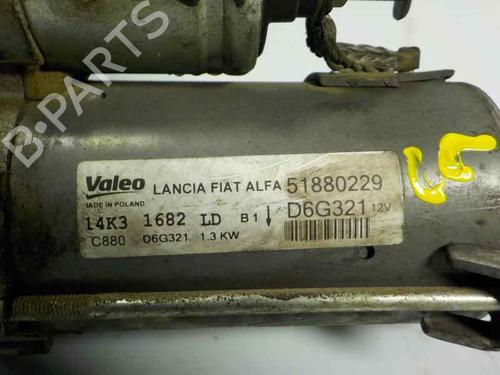 B-PARTS
Valeo LANCIA FIAT ALFA 51880229
MADE IN POLAND
D6G321 12V
14K3 1682 LD B1
C880 D6G321 1.3 KW